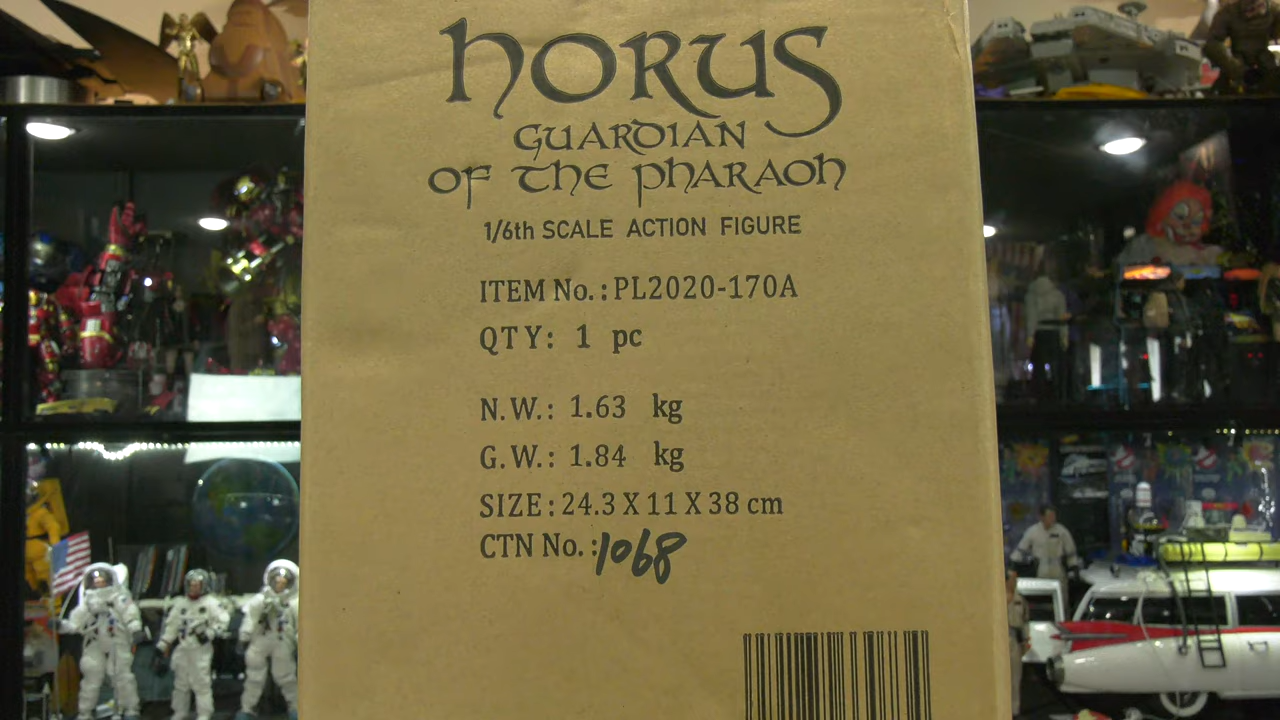 HORUS
GUARDIAN
OF THE PHARAOH
1/6th SCALE ACTION FIGURE
ITEM No.: PL2020-170A
QTY: 1 pc
N.W.: 1.63 kg
G.W.: 1.84 kg
SIZE: 24.3 X 11 X 38 cm
CTN No.: 1068